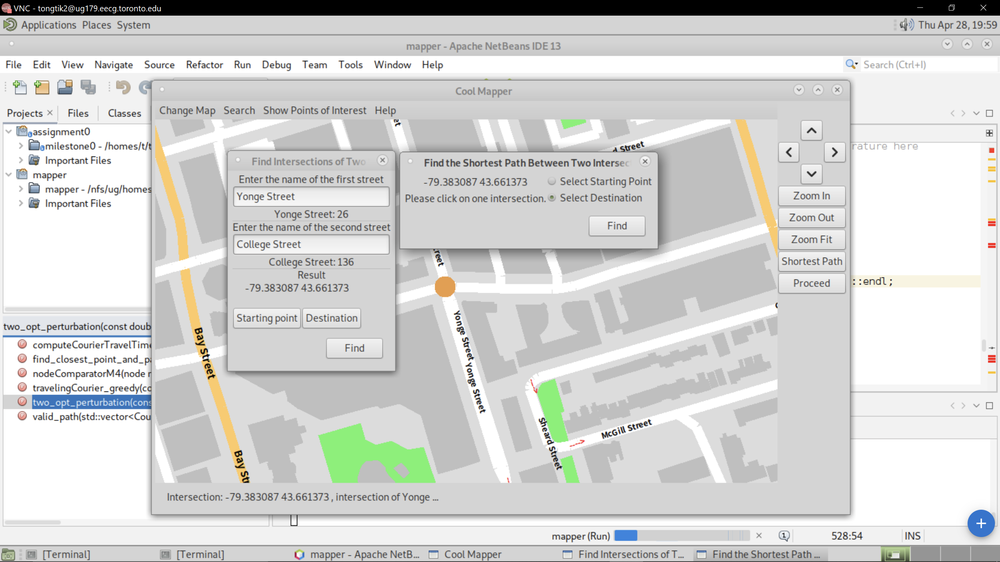 VNC - tongtik2@ug179.eecg.toronto.edu
Applications Places System
Thu Apr 28, 19:59
mapper - Apache NetBeans IDE 13
File Edit View Navigate Source Refactor Run Debug Team Tools Window Help
Search (Ctrl+I)
Cool Mapper
Change Map Search Show Points of Interest Help
Projects Files Classes
assignment0
milestone0 - /homes/t/t
Important Files
mapper
mapper - /nfs/ug/homes
Important Files
two_opt_perturbation(const doub
computeCourierTravelTime
find_closest_point_and_pa
nodeComparatorM4(node r
travelingCourier_greedy(co
two_opt_perturbation(cons
valid_path(std::vector<Cou
Find Intersections of Two
Enter the name of the first street
Yonge Street
Yonge Street: 26
Enter the name of the second street
College Street
College Street: 136
Result
-79.383087 43.661373
Starting point Destination
Find
Find the Shortest Path Between Two Intersec
-79.383087 43.661373 Select Starting Point
Please click on one intersection. Select Destination
Find
et
d Street
treet
Yonge Street Yonge Street
Bay Street
Bay Str
Sheard Street
McGill Street
Zoom In
Zoom Out
Zoom Fit
Shortest Path
Proceed
rature here
::endl;
Intersection: -79.383087 43.661373 , intersection of Yonge ...
mapper (Run)
1
528:54
INS
[Terminal] [Terminal] mapper - Apache NetB... Cool Mapper Find Intersections of T... Find the Shortest Path ...